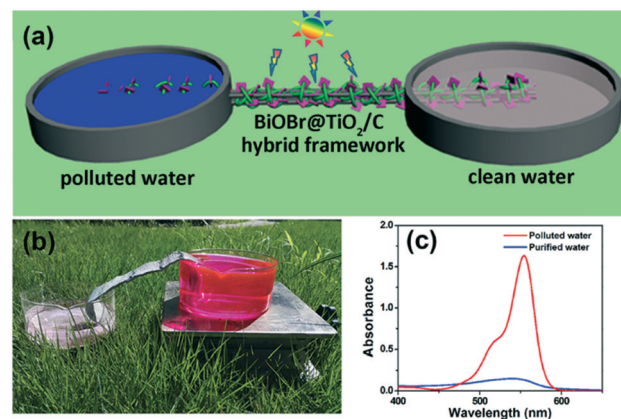 (a)
BiOBr@TiO₂/C
hybrid framework
polluted water
clean water
(b)
(c)
Polluted water
Purified water
Absorbance
2.0
1.5
1.0
0.5
0.0
400
500
600
Wavelength (nm)